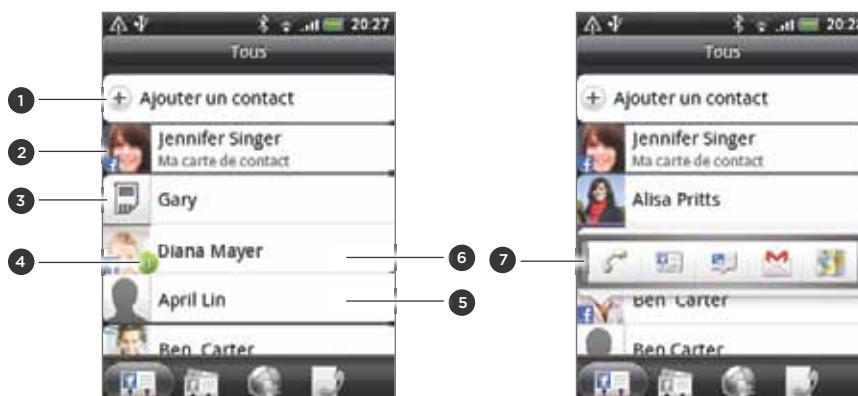 20:27
Tous
1 Ajouter un contact
2 Jennifer Singer
Ma carte de contact
3 Gary
4 Diana Mayer 6
April Lin 5
Ben Carter
Tous
Ajouter un contact
Jennifer Singer
Ma carte de contact
Alisa Pritts
7
Ben Carter
Ben Carter